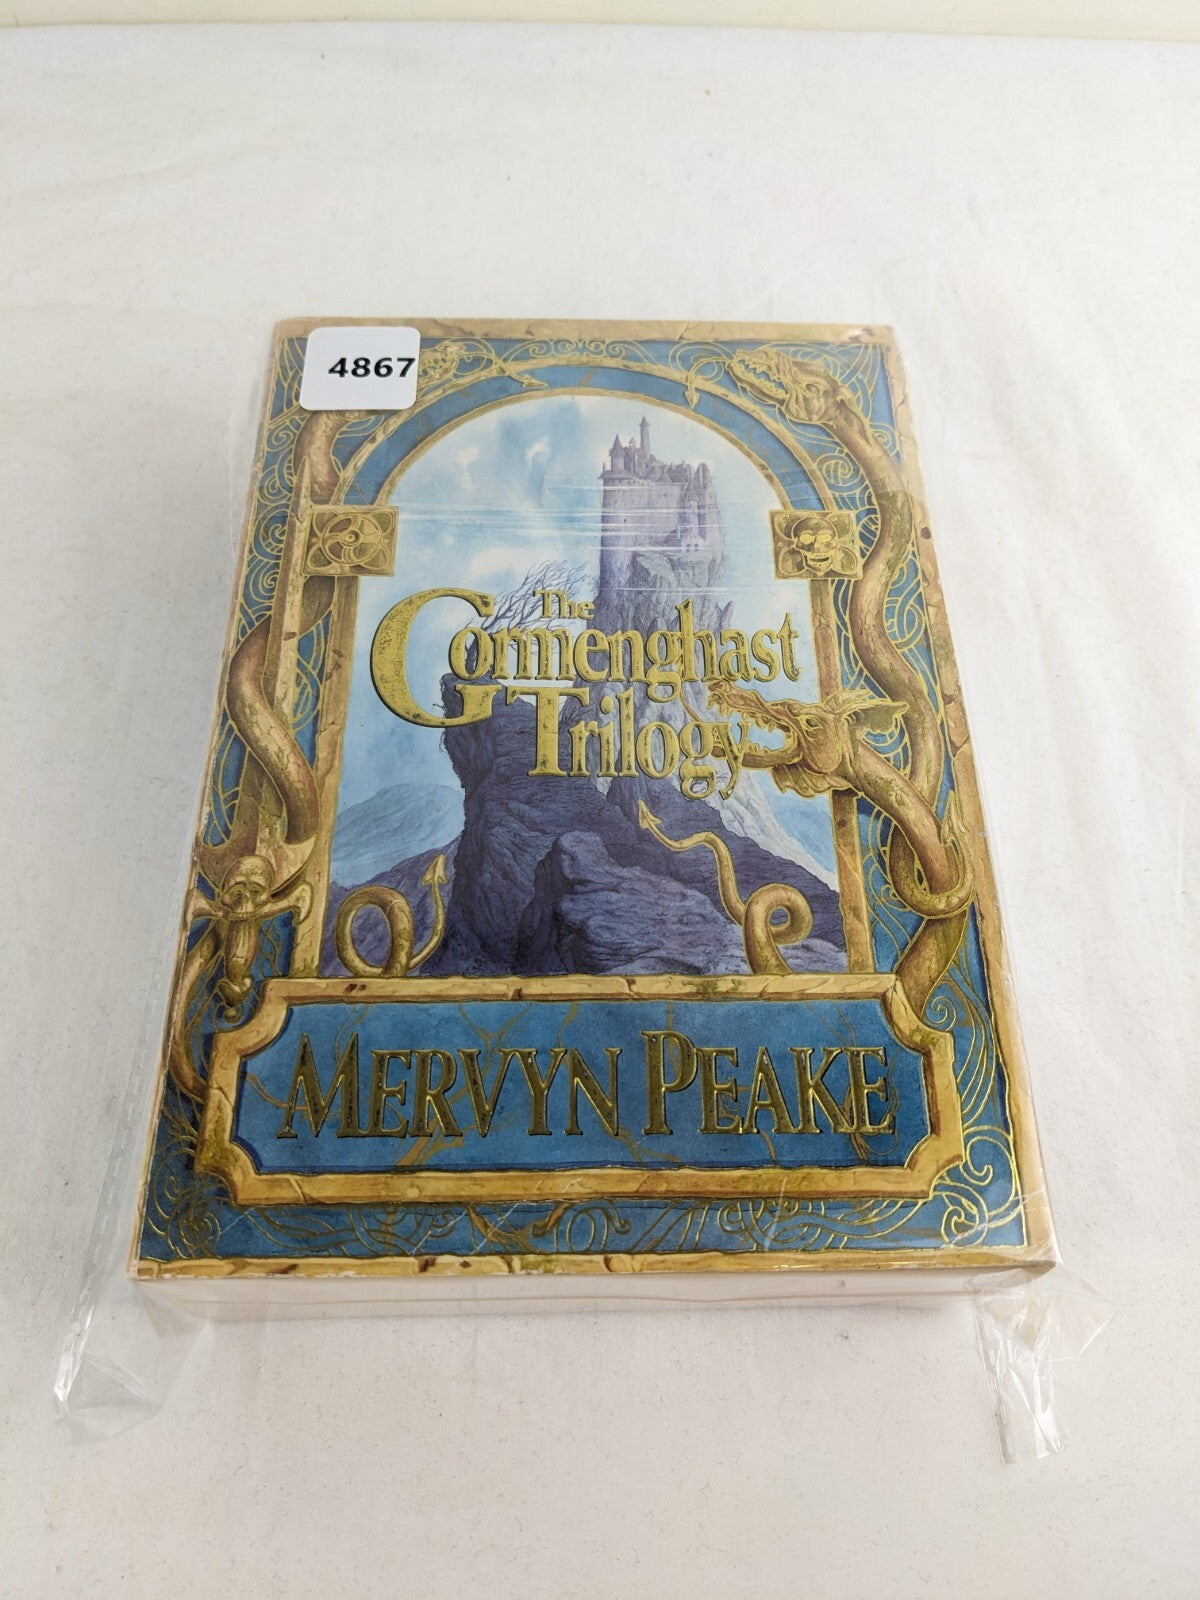 4867
The
Gormenghast
Trilogy
MERVYN PEAKE